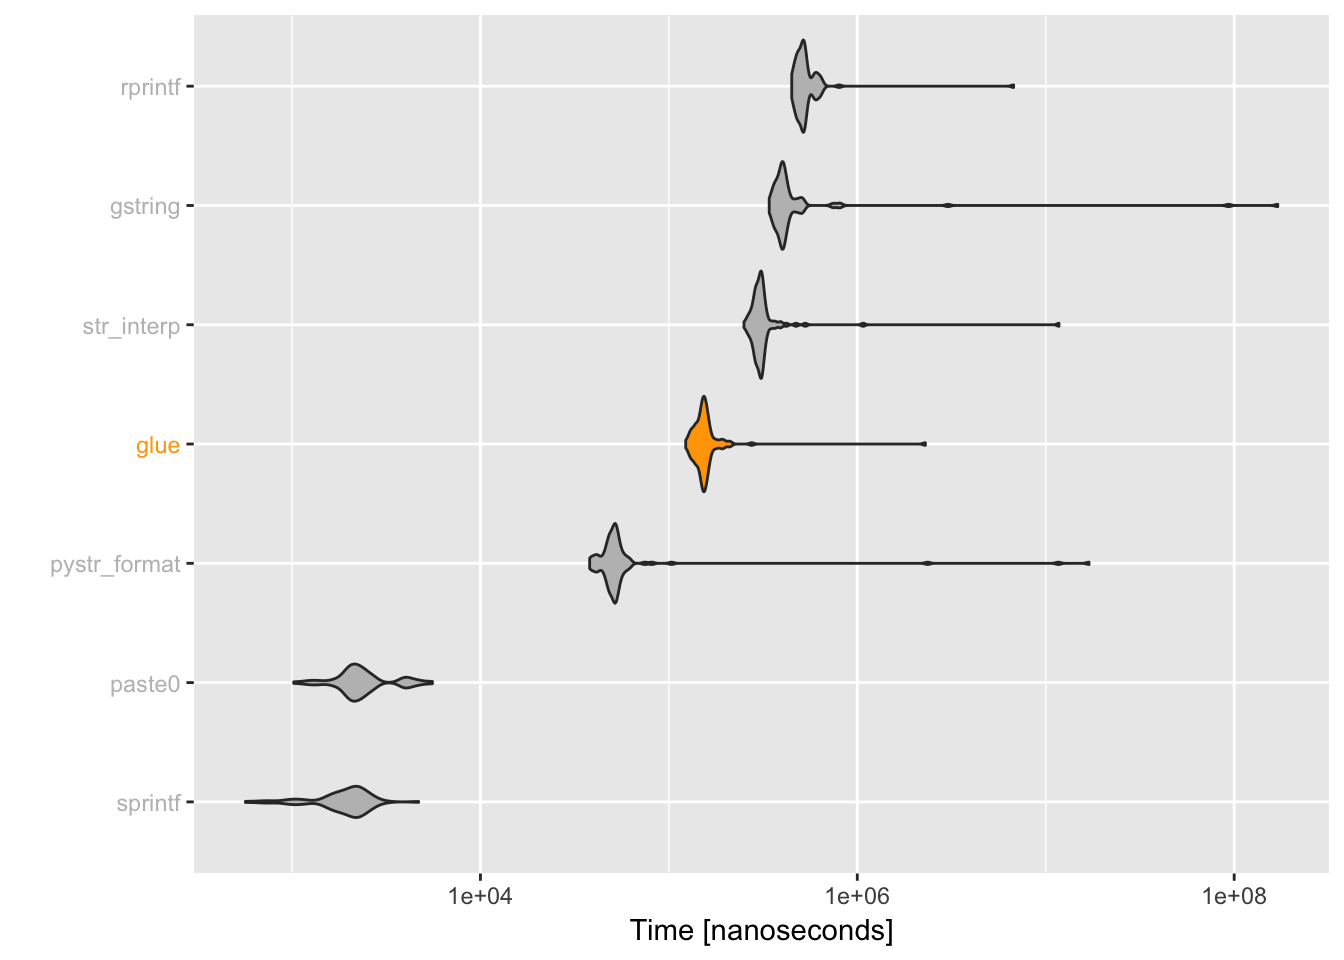 rprintf
gstring
str_interp
glue
pystr_format
paste0
sprintf
1e+04 1e+06 1e+08
Time [nanoseconds]